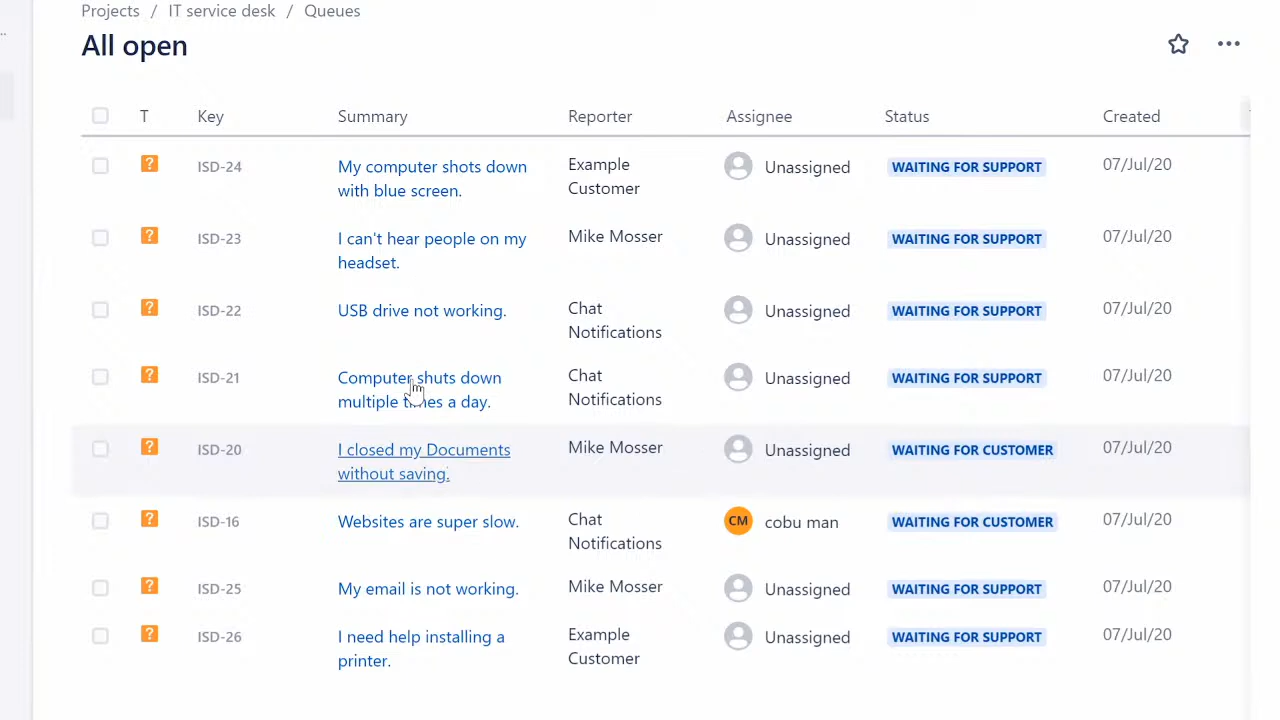 Projects / IT service desk / Queues
All open
T Key Summary Reporter Assignee Status Created
ISD-24 My computer shots down Example Unassigned WAITING FOR SUPPORT 07/Jul/20
with blue screen. Customer
ISD-23 I can't hear people on my Mike Mosser Unassigned WAITING FOR SUPPORT 07/Jul/20
headset.
ISD-22 USB drive not working. Chat Unassigned WAITING FOR SUPPORT 07/Jul/20
Notifications
ISD-21 Computer shuts down Chat Unassigned WAITING FOR SUPPORT 07/Jul/20
multiple times a day. Notifications
ISD-20 I closed my Documents Mike Mosser Unassigned WAITING FOR CUSTOMER 07/Jul/20
without saving.
ISD-16 Websites are super slow. Chat CM cobu man WAITING FOR CUSTOMER 07/Jul/20
Notifications
ISD-25 My email is not working. Mike Mosser Unassigned WAITING FOR SUPPORT 07/Jul/20
ISD-26 I need help installing a Example Unassigned WAITING FOR SUPPORT 07/Jul/20
printer. Customer